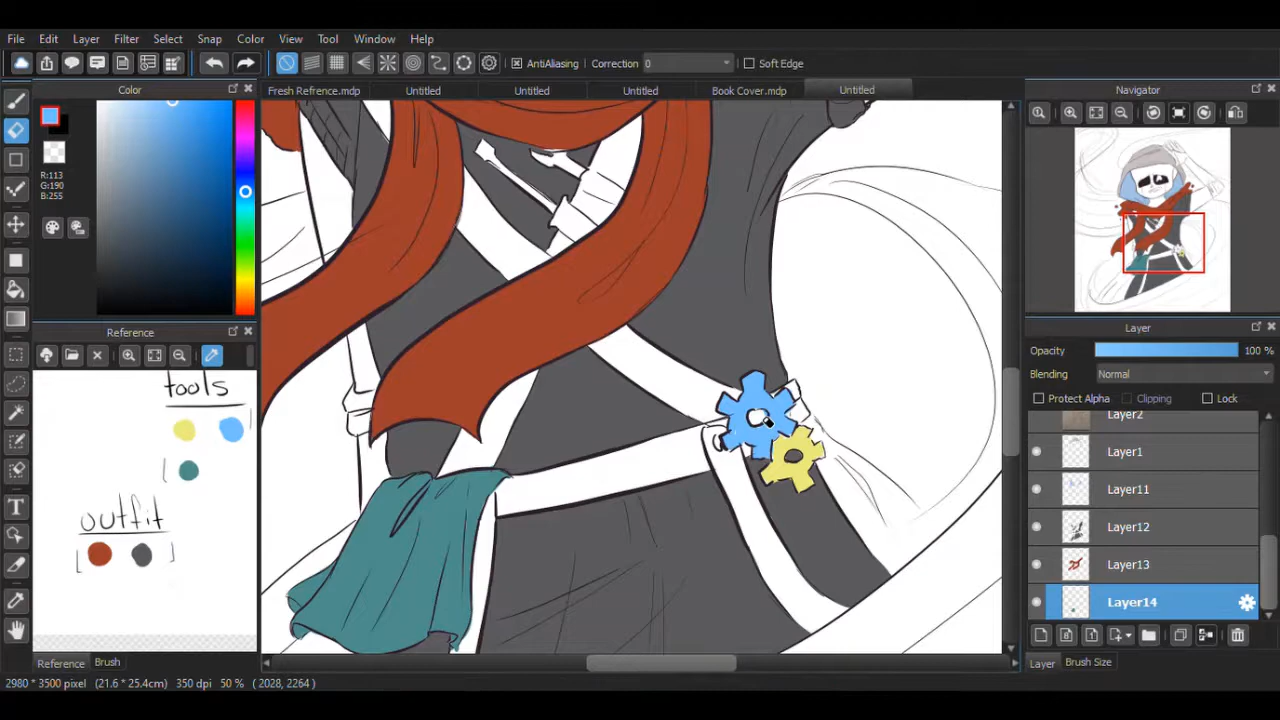 File Edit Layer Filter Select Snap Color View Tool Window Help
AntiAliasing Correction 0 Soft Edge
Color
Fresh Refrence.mdp Untitled Untitled Untitled Book Cover.mdp Untitled
Navigator
R:113
G:190
B:255
Reference
Layer
Opacity 100 %
Blending Normal
Protect Alpha Clipping Lock
tools
Layer2
Layer1
Layer11
outfit
Layer12
Layer13
Layer14
Reference Brush
Layer Brush Size
2980 * 3500 pixel (21.6 * 25.4cm) 350 dpi 50 % ( 2028, 2264 )